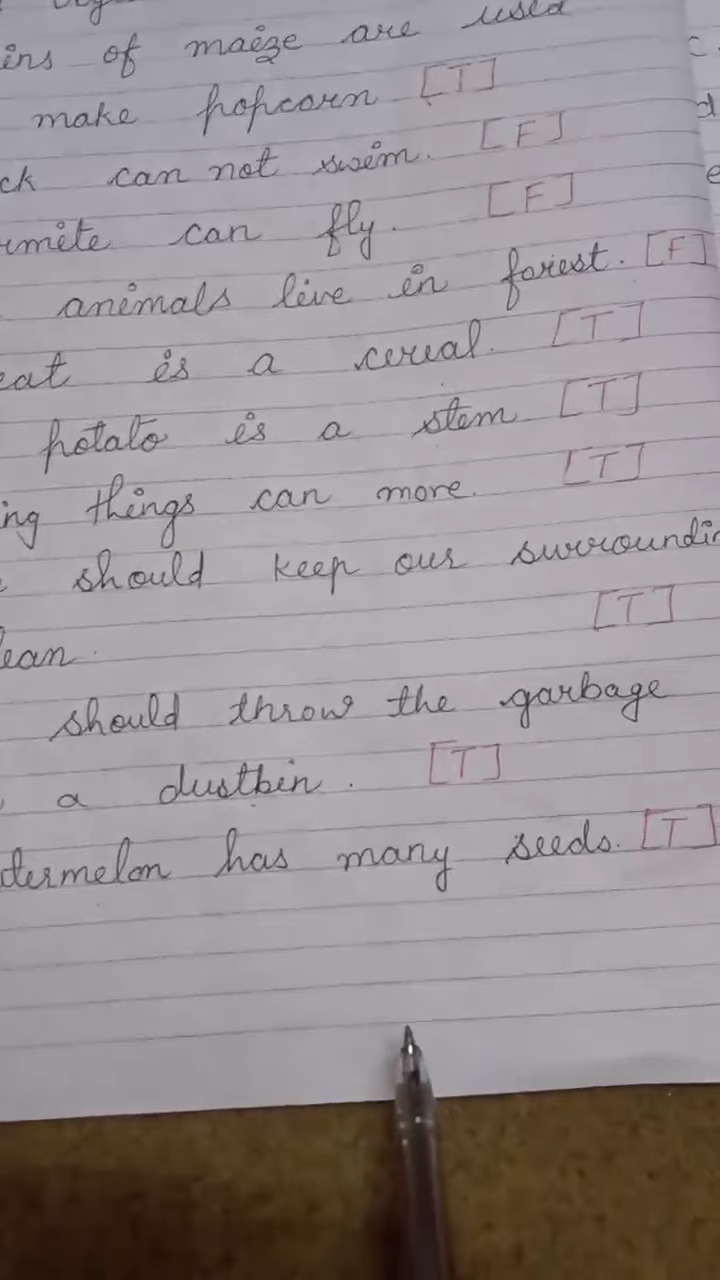 ins of maize are used
make popcorn [T]
ck can not swim. [F]
rmite can fly. [F]
animals live in forest. [F]
eat is a cereal. [T]
potato is a stem [T]
ing things can move. [T]
should keep our surroundin
lean. [T]
should throw the garbage
a dustbin. [T]
termelon has many seeds. [T]
c.
d
e